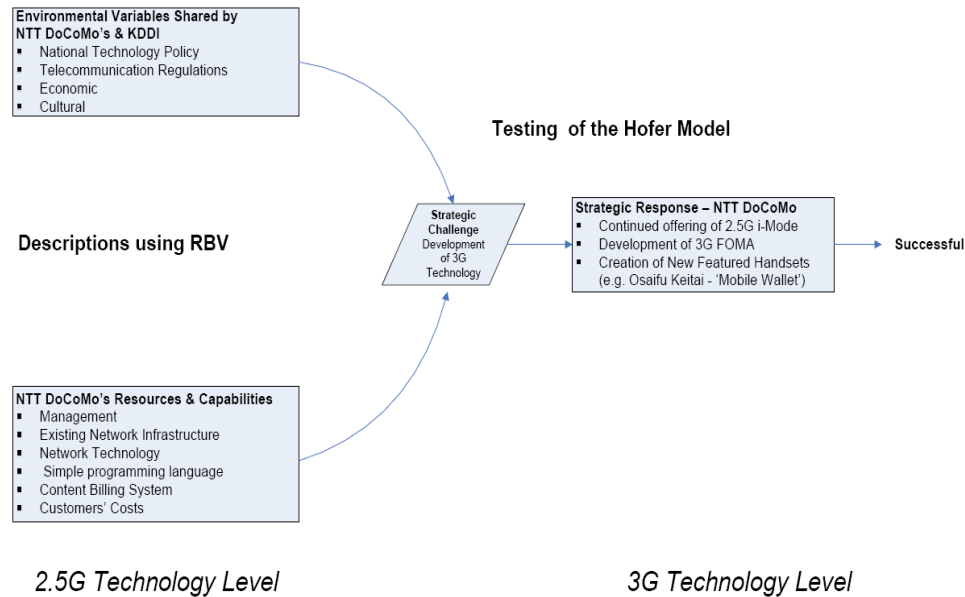 Environmental Variables Shared by
NTT DoCoMo's & KDDI
▪ National Technology Policy
▪ Telecommunication Regulations
▪ Economic
▪ Cultural
Testing of the Hofer Model
Descriptions using RBV
Strategic
Challenge
Development
of 3G
Technology
Strategic Response – NTT DoCoMo
▪ Continued offering of 2.5G i-Mode
▪ Development of 3G FOMA
▪ Creation of New Featured Handsets
(e.g. Osaifu Keitai - 'Mobile Wallet')
Successful
NTT DoCoMo's Resources & Capabilities
▪ Management
▪ Existing Network Infrastructure
▪ Network Technology
▪ Simple programming language
▪ Content Billing System
▪ Customers' Costs
2.5G Technology Level
3G Technology Level